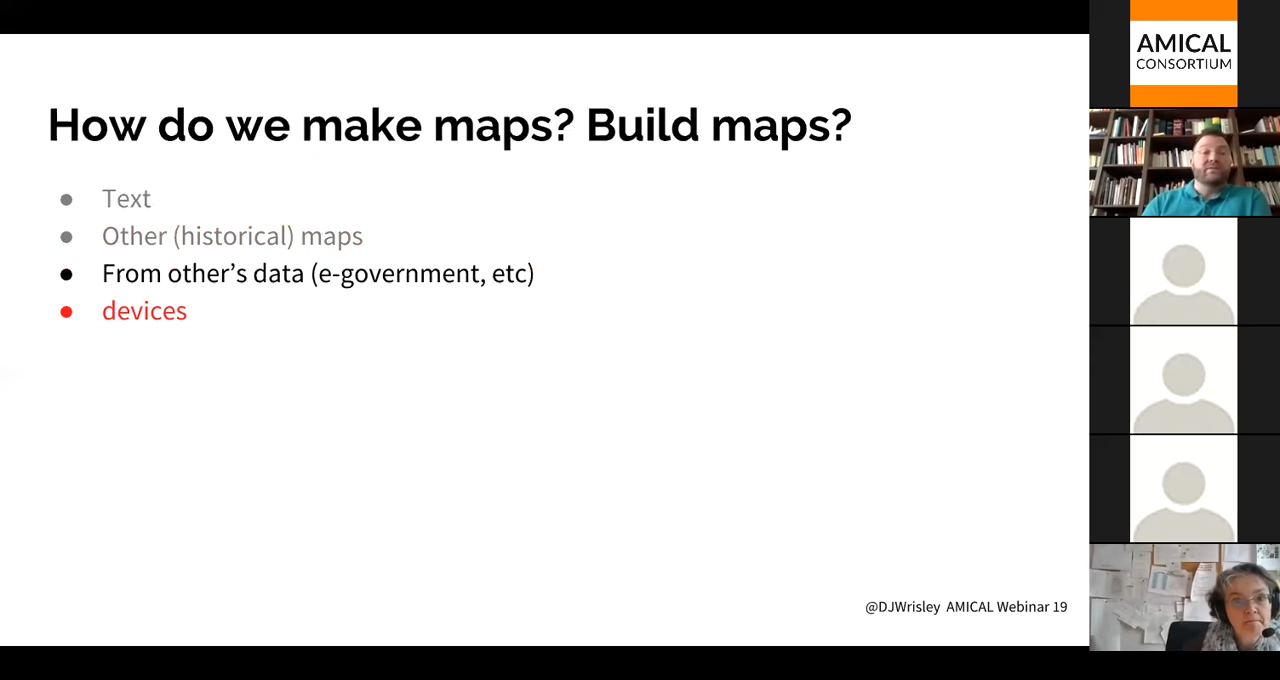 How do we make maps? Build maps?
● Text
● Other (historical) maps
● From other’s data (e-government, etc)
● devices
@DJWrisley AMICAL Webinar 19
AMICAL
CONSORTIUM